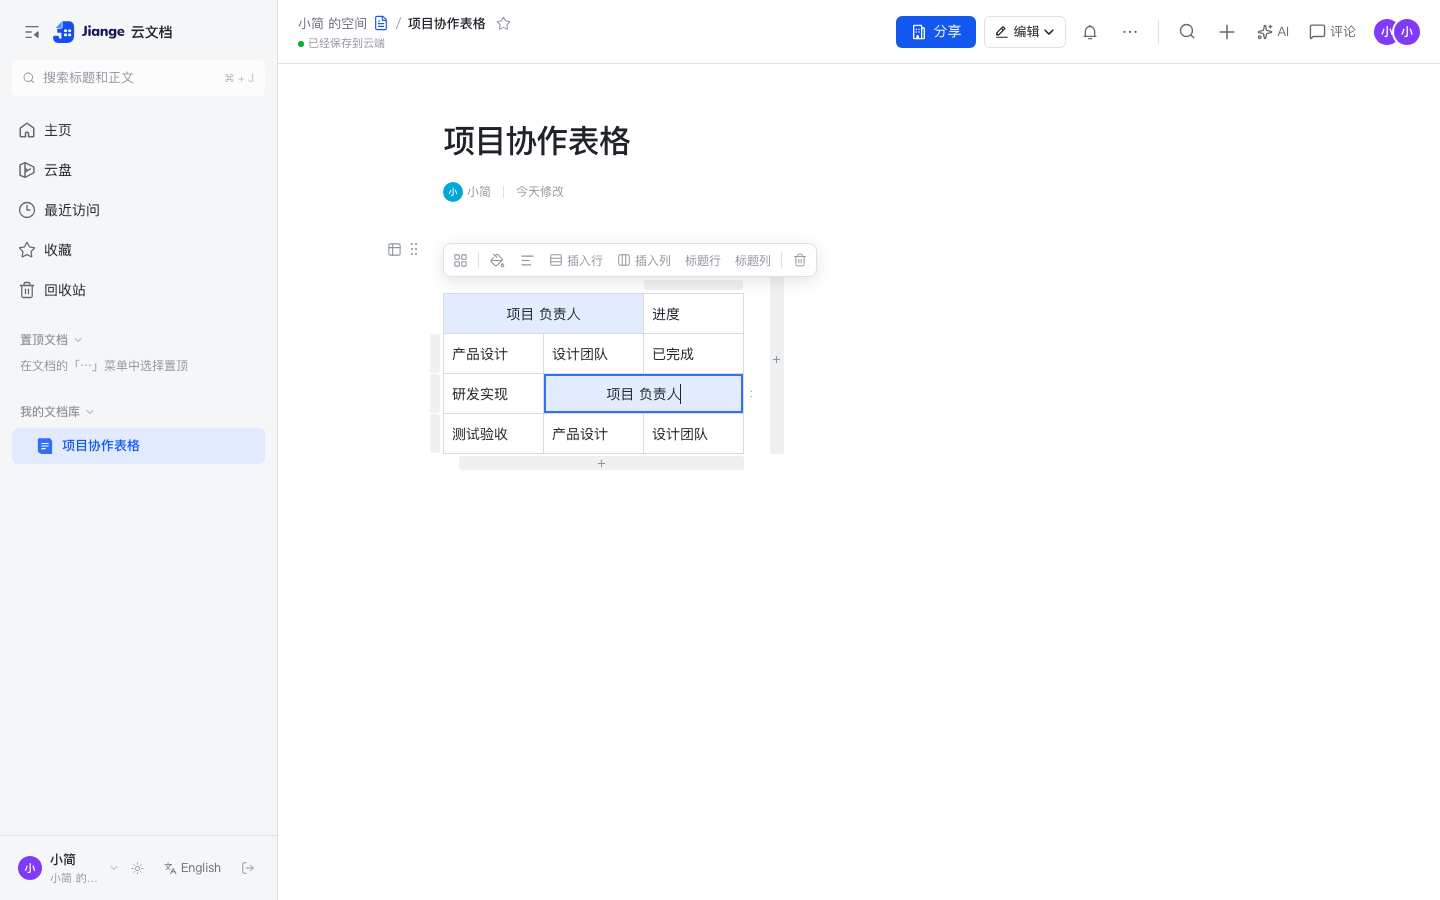 Jiange 云文档
搜索标题和正文 ⌘ + J
主页
云盘
最近访问
收藏
回收站
置顶文档
在文档的「···」菜单中选择置顶
我的文档库
项目协作表格
小 小简
小简 的...
English
小简 的空间 / 项目协作表格
已经保存到云端
分享 编辑 AI 评论 小 小
项目协作表格
小 小简 今天修改
插入行 插入列 标题行 标题列
项目 负责人 进度
产品设计 设计团队 已完成
研发实现 项目 负责人
测试验收 产品设计 设计团队